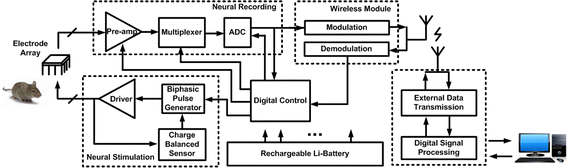 Neural Recording
Wireless Module
Electrode
Array
Pre-amp
Multiplexer
ADC
Modulation
Demodulation
Driver
Biphasic
Pulse
Generator
Digital Control
External Data
Transmission
Charge
Balanced
Sensor
Digital Signal
Processing
Neural Stimulation
Rechargeable Li-Battery